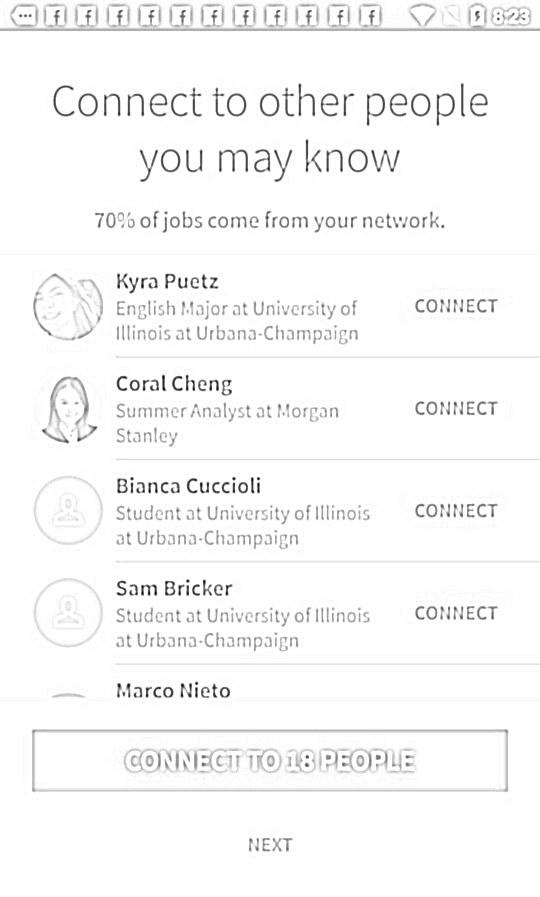 8:23
Connect to other people
you may know
70% of jobs come from your network.
Kyra Puetz
English Major at University of
Illinois at Urbana-Champaign
CONNECT
Coral Cheng
Summer Analyst at Morgan
Stanley
CONNECT
Bianca Cuccioli
Student at University of Illinois
at Urbana-Champaign
CONNECT
Sam Bricker
Student at University of Illinois
at Urbana-Champaign
CONNECT
Marco Nieto
CONNECT TO 18 PEOPLE
NEXT